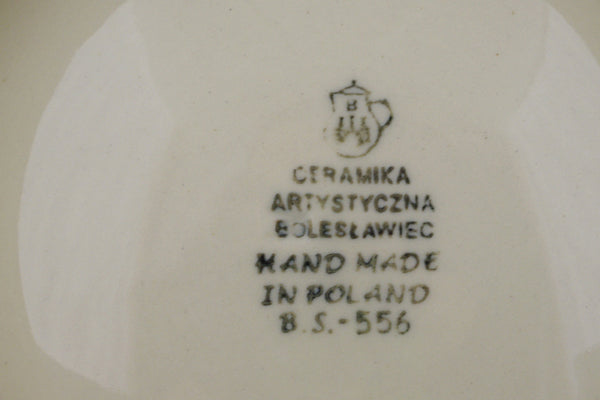 B
CERAMIKA
ARTYSTYCZNA
BOLESŁAWIEC
HAND MADE
IN POLAND
B.S.-556